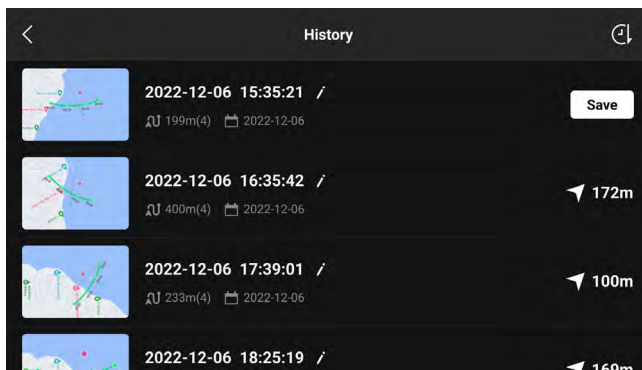 History
2022-12-06 15:35:21
199m(4) 2022-12-06
Save
2022-12-06 16:35:42
400m(4) 2022-12-06
172m
2022-12-06 17:39:01
233m(4) 2022-12-06
100m
2022-12-06 18:25:19
169m